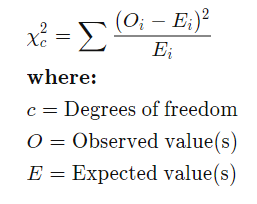 χ²_c = ∑ (O_i − E_i)² / E_i
where:
c = Degrees of freedom
O = Observed value(s)
E = Expected value(s)